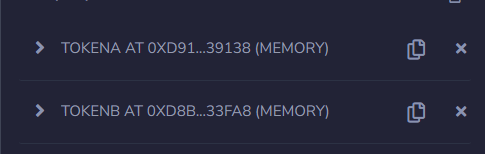 TOKENA AT 0XD91...39138 (MEMORY)
TOKENB AT 0XD8B...33FA8 (MEMORY)